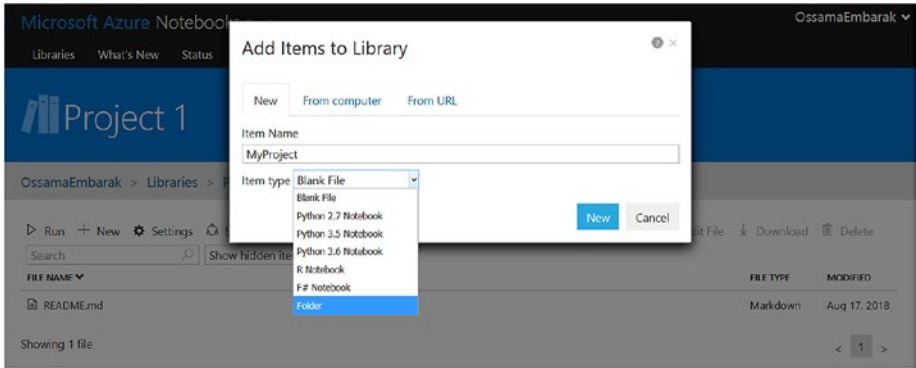 Microsoft Azure Notebook
OssamaEmbarak
Libraries What's New Status
Add Items to Library
New From computer From URL
Project 1
Item Name
MyProject
OssamaEmbarak > Libraries >
Item type Blank File
Blank File
Python 2.7 Notebook
Python 3.5 Notebook
Python 3.6 Notebook
R Notebook
F# Notebook
Folder
New Cancel
Run + New Settings
File Download Delete
Search
Show hidden
FILE NAME FILE TYPE MODIFIED
README.md Markdown Aug 17, 2018
Showing 1 file
< 1 >